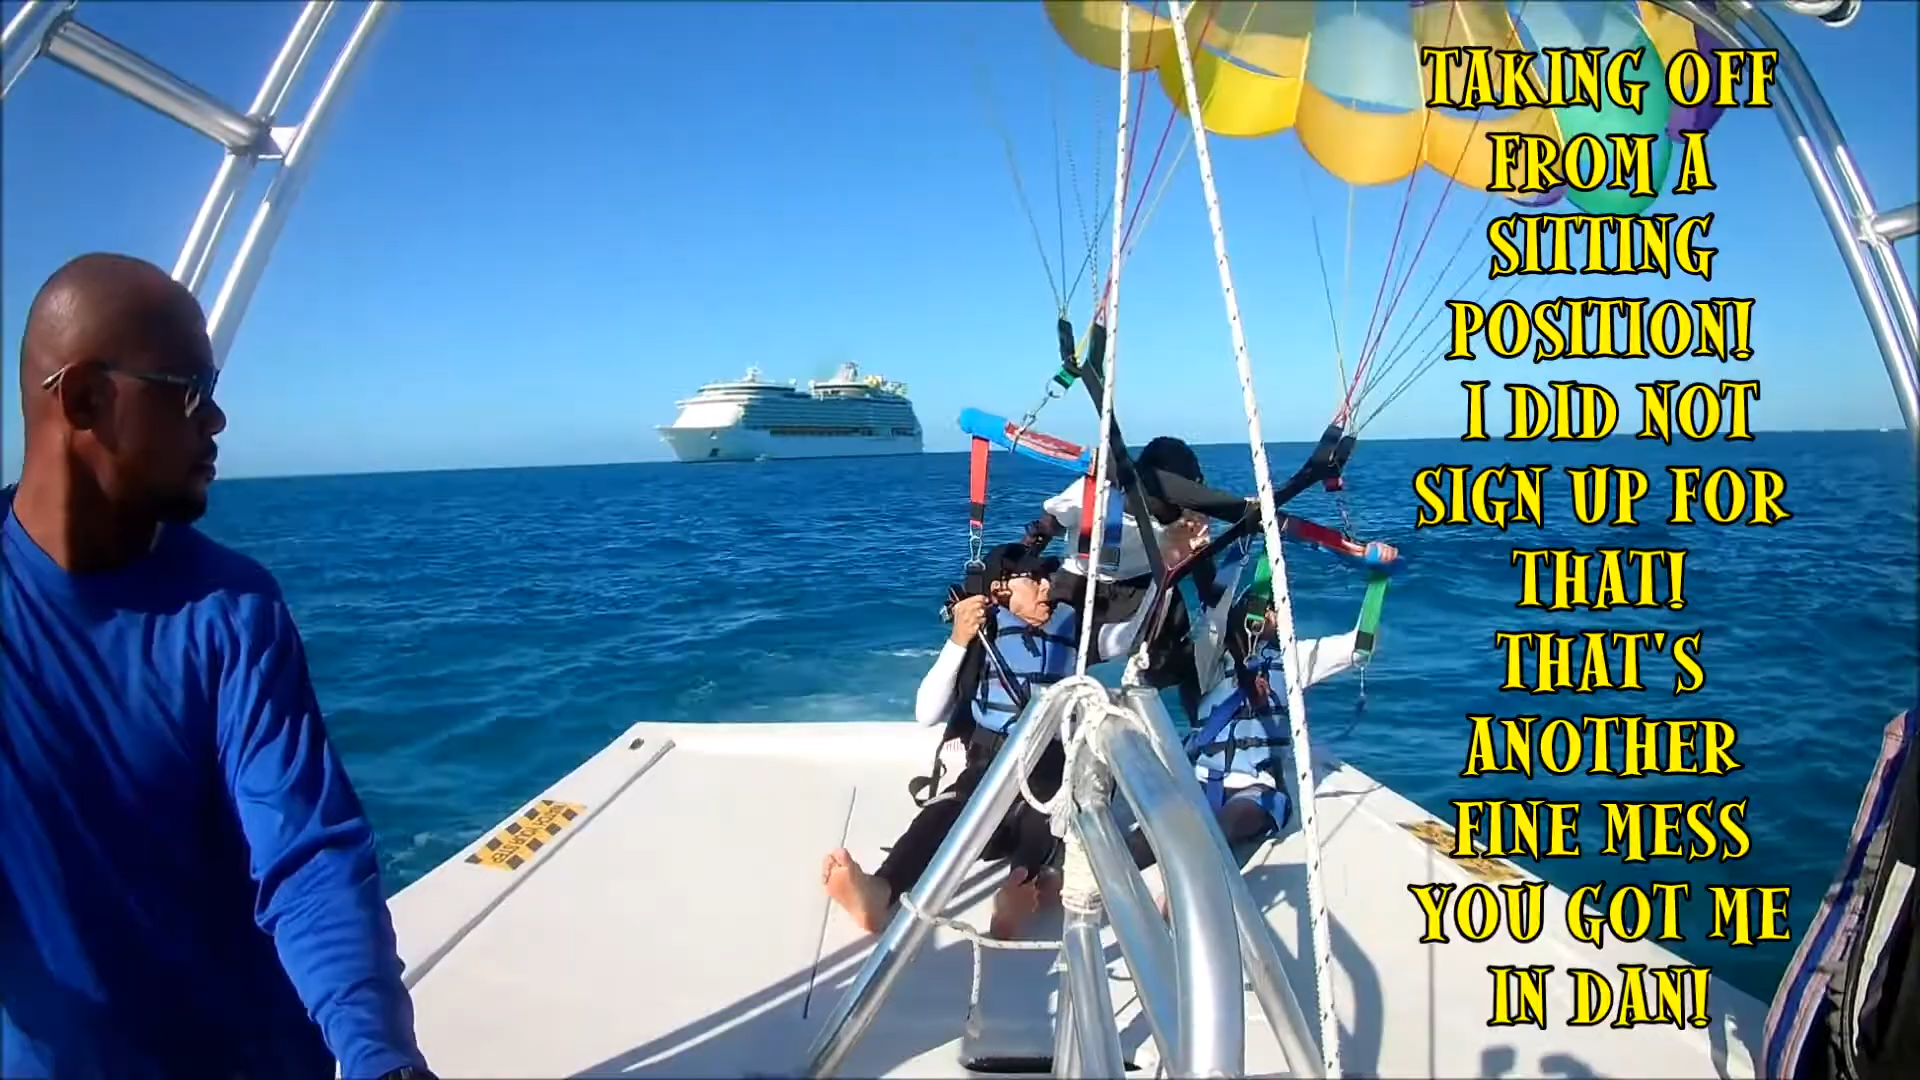 TAKING OFF
FROM A
SITTING
POSITION!
I DID NOT
SIGN UP FOR
THAT!
THAT'S
ANOTHER
FINE MESS
YOU GOT ME
IN DAN!